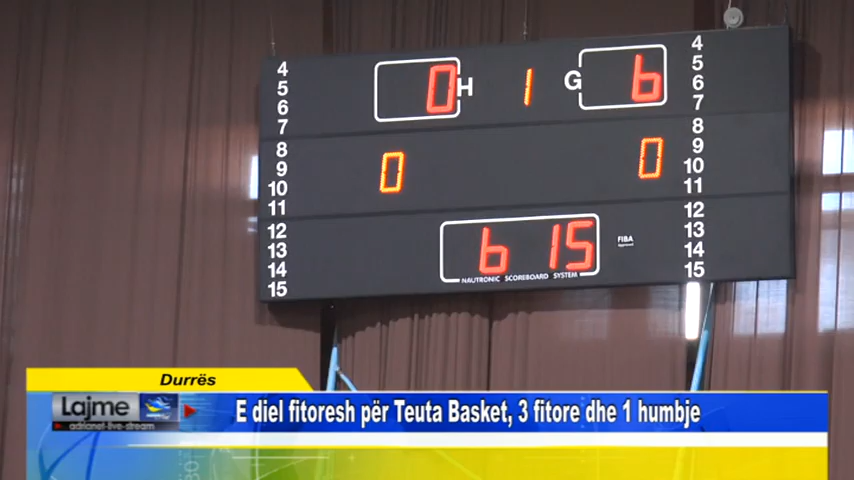 4 5 6 7 8 9 10 11 12 13 14 15
0 H 1 G 6
0 0
6 15
NAUTRONIC SCOREBOARD SYSTEM
FIBA
4 5 6 7 8 9 10 11 12 13 14 15
Durrës
Lajme
adrianet-live-stream
E diel fitoresh për Teuta Basket, 3 fitore dhe 1 humbje